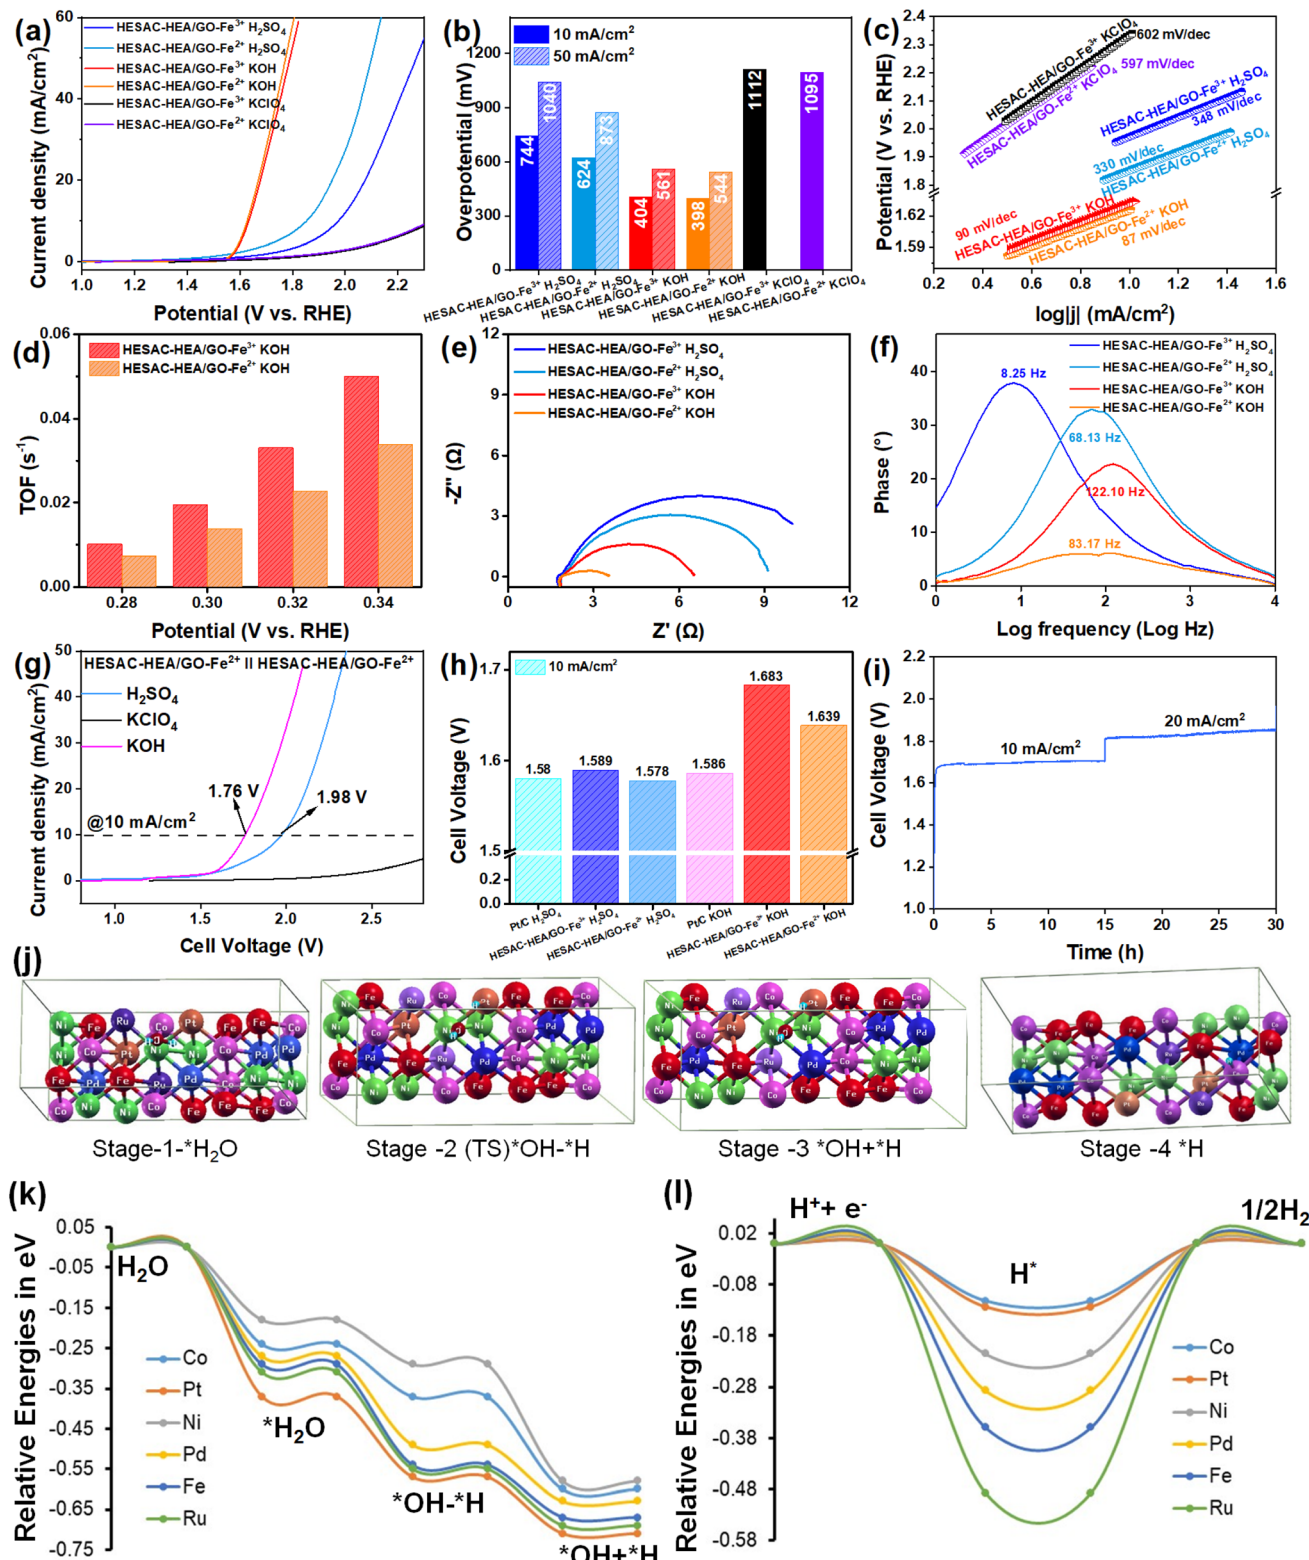 (a)
Current density (mA/cm²)
60
40
20
0
HESAC-HEA/GO-Fe³⁺ H₂SO₄
HESAC-HEA/GO-Fe²⁺ H₂SO₄
HESAC-HEA/GO-Fe³⁺ KOH
HESAC-HEA/GO-Fe²⁺ KOH
HESAC-HEA/GO-Fe³⁺ KClO₄
HESAC-HEA/GO-Fe²⁺ KClO₄
1.0 1.2 1.4 1.6 1.8 2.0 2.2
Potential (V vs. RHE)
(b)
Overpotential (mV)
1200
900
600
300
0
10 mA/cm²
50 mA/cm²
744 1040 624 873 404 561 398 544 1112 1095
HESAC-HEA/GO-Fe³⁺ H₂SO₄
HESAC-HEA/GO-Fe²⁺ H₂SO₄
HESAC-HEA/GO-Fe³⁺ KOH
HESAC-HEA/GO-Fe²⁺ KOH
HESAC-HEA/GO-Fe³⁺ KClO₄
HESAC-HEA/GO-Fe²⁺ KClO₄
(c)
Potential (V vs. RHE)
2.4
2.3
2.2
2.1
2.0
1.9
1.8
1.62
1.59
HESAC-HEA/GO-Fe³⁺ KClO₄
602 mV/dec
HESAC-HEA/GO-Fe²⁺ KClO₄
597 mV/dec
HESAC-HEA/GO-Fe³⁺ H₂SO₄
348 mV/dec
330 mV/dec
HESAC-HEA/GO-Fe²⁺ H₂SO₄
90 mV/dec
HESAC-HEA/GO-Fe³⁺ KOH
HESAC-HEA/GO-Fe²⁺ KOH
87 mV/dec
0.2 0.4 0.6 0.8 1.0 1.2 1.4 1.6
log|j| (mA/cm²)
(d)
TOF (s⁻¹)
0.06
0.04
0.02
0.00
HESAC-HEA/GO-Fe³⁺ KOH
HESAC-HEA/GO-Fe²⁺ KOH
0.28 0.30 0.32 0.34
Potential (V vs. RHE)
(e)
-Z" (Ω)
12
9
6
3
0
HESAC-HEA/GO-Fe³⁺ H₂SO₄
HESAC-HEA/GO-Fe²⁺ H₂SO₄
HESAC-HEA/GO-Fe³⁺ KOH
HESAC-HEA/GO-Fe²⁺ KOH
0 3 6 9 12
Z' (Ω)
(f)
Phase (°)
40
30
20
10
0
HESAC-HEA/GO-Fe³⁺ H₂SO₄
HESAC-HEA/GO-Fe²⁺ H₂SO₄
HESAC-HEA/GO-Fe³⁺ KOH
HESAC-HEA/GO-Fe²⁺ KOH
8.25 Hz
68.13 Hz
122.10 Hz
83.17 Hz
0 1 2 3 4
Log frequency (Log Hz)
(g)
Current density (mA/cm²)
50
40
30
20
10
0
HESAC-HEA/GO-Fe²⁺ II HESAC-HEA/GO-Fe²⁺
H₂SO₄
KClO₄
KOH
1.76 V
1.98 V
@10 mA/cm²
1.0 1.5 2.0 2.5
Cell Voltage (V)
(h)
Cell Voltage (V)
1.7
1.6
1.5
0.2
0.0
10 mA/cm²
1.58 1.589 1.578 1.586 1.683 1.639
Pt/C H₂SO₄
HESAC-HEA/GO-Fe³⁺ H₂SO₄
HESAC-HEA/GO-Fe²⁺ H₂SO₄
Pt/C KOH
HESAC-HEA/GO-Fe³⁺ KOH
HESAC-HEA/GO-Fe²⁺ KOH
(i)
Cell Voltage (V)
2.2
2.0
1.8
1.6
1.4
1.2
1.0
10 mA/cm²
20 mA/cm²
0 5 10 15 20 25 30
Time (h)
(j)
Stage-1-*H₂O
Stage -2 (TS)*OH-*H
Stage -3 *OH+*H
Stage -4 *H
(k)
Relative Energies in eV
0.05
-0.05
-0.15
-0.25
-0.35
-0.45
-0.55
-0.65
-0.75
H₂O
*H₂O
*OH-*H
*OH+*H
Co
Pt
Ni
Pd
Fe
Ru
(l)
Relative Energies in eV
0.02
-0.08
-0.18
-0.28
-0.38
-0.48
-0.58
H⁺+ e⁻
H*
1/2H₂
Co
Pt
Ni
Pd
Fe
Ru